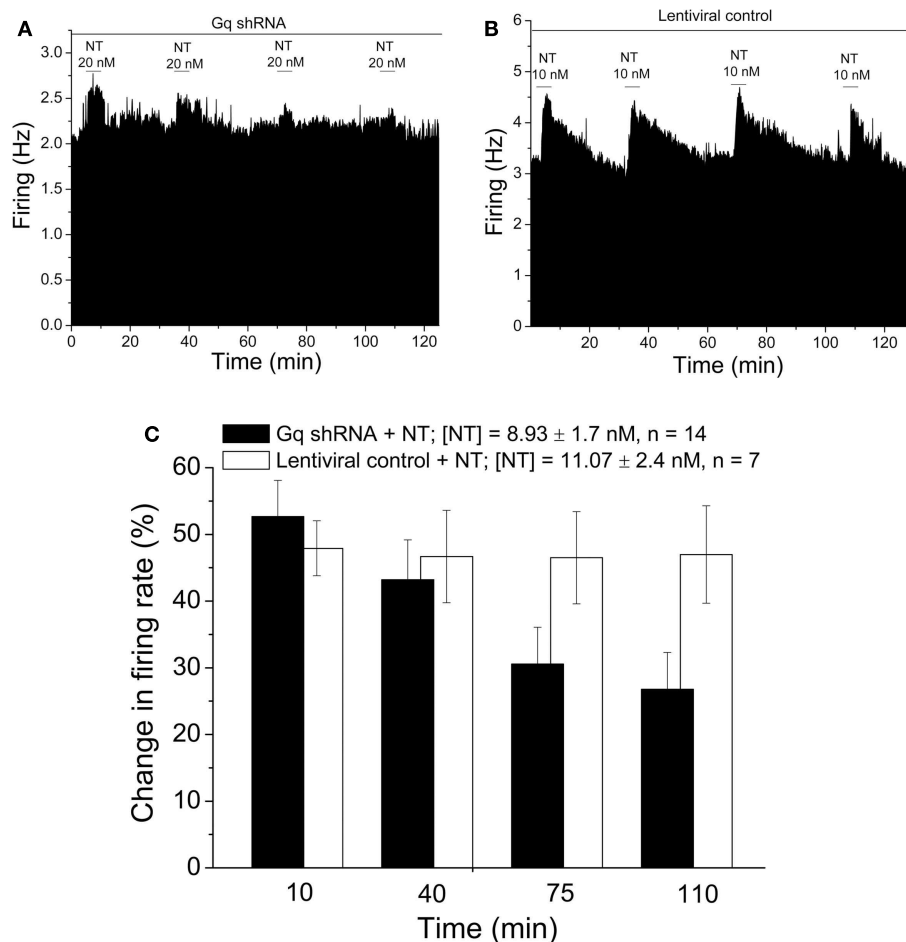 A
Gq shRNA
NT NT NT NT
20 nM 20 nM 20 nM 20 nM
3.0
2.5
2.0
1.5
1.0
0.5
0.0
Firing (Hz)
0 20 40 60 80 100 120
Time (min)
B
Lentiviral control
NT NT NT NT
10 nM 10 nM 10 nM 10 nM
6
5
4
3
2
1
0
Firing (Hz)
20 40 60 80 100 120
Time (min)
C
Gq shRNA + NT; [NT] = 8.93 ± 1.7 nM, n = 14
Lentiviral control + NT; [NT] = 11.07 ± 2.4 nM, n = 7
60
50
40
30
20
10
0
Change in firing rate (%)
10 40 75 110
Time (min)